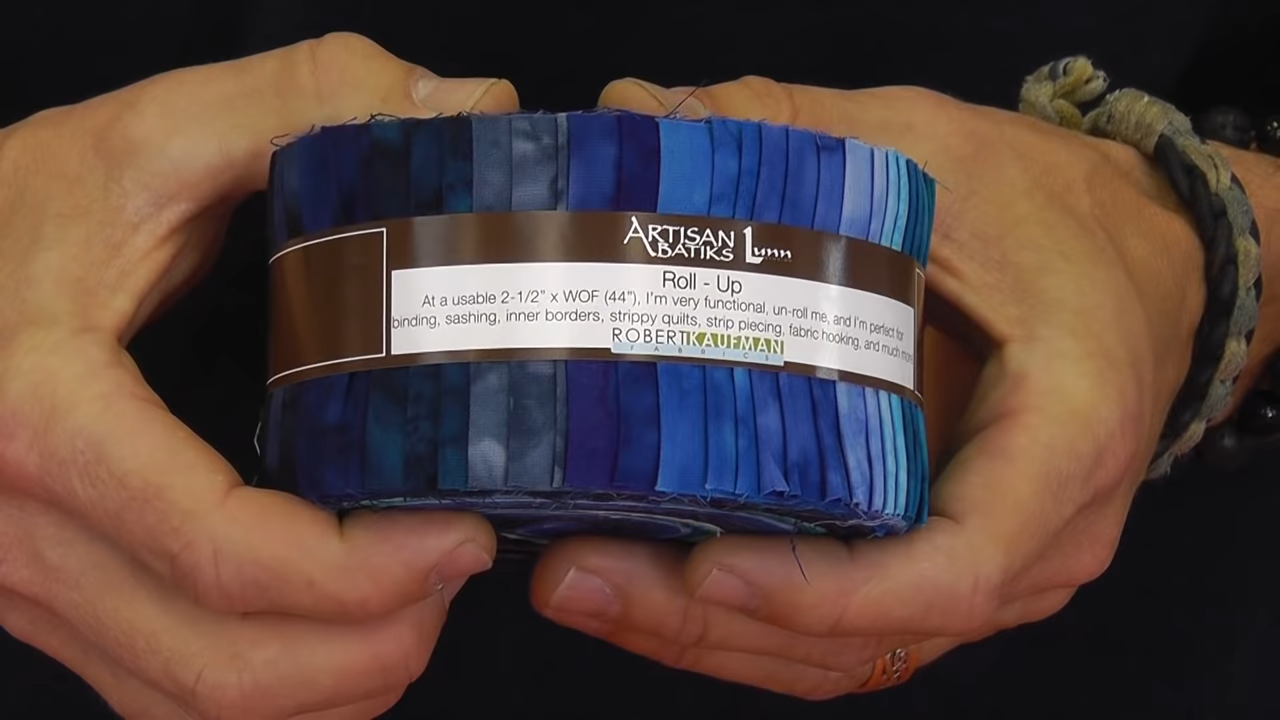 ARTISAN BATIKS Lunn
Roll - Up
At a usable 2-1/2" x WOF (44"), I'm very functional, un-roll me, and I'm perfect for
binding, sashing, inner borders, strippy quilts, strip piecing, fabric hooking, and much more
ROBERT KAUFMAN
FABRICS